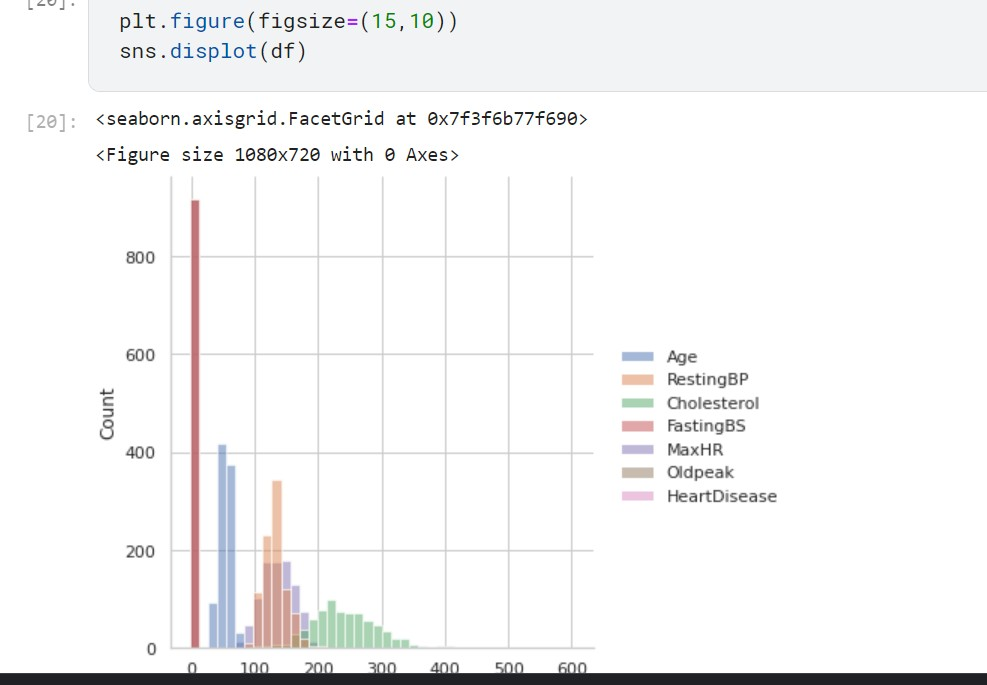 [20]:
plt.figure(figsize=(15,10))
sns.displot(df)
[20]:
<seaborn.axisgrid.FacetGrid at 0x7f3f6b77f690>
<Figure size 1080x720 with 0 Axes>
800
600
400
200
0
Count
0 100 200 300 400 500 600
Age
RestingBP
Cholesterol
FastingBS
MaxHR
Oldpeak
HeartDisease